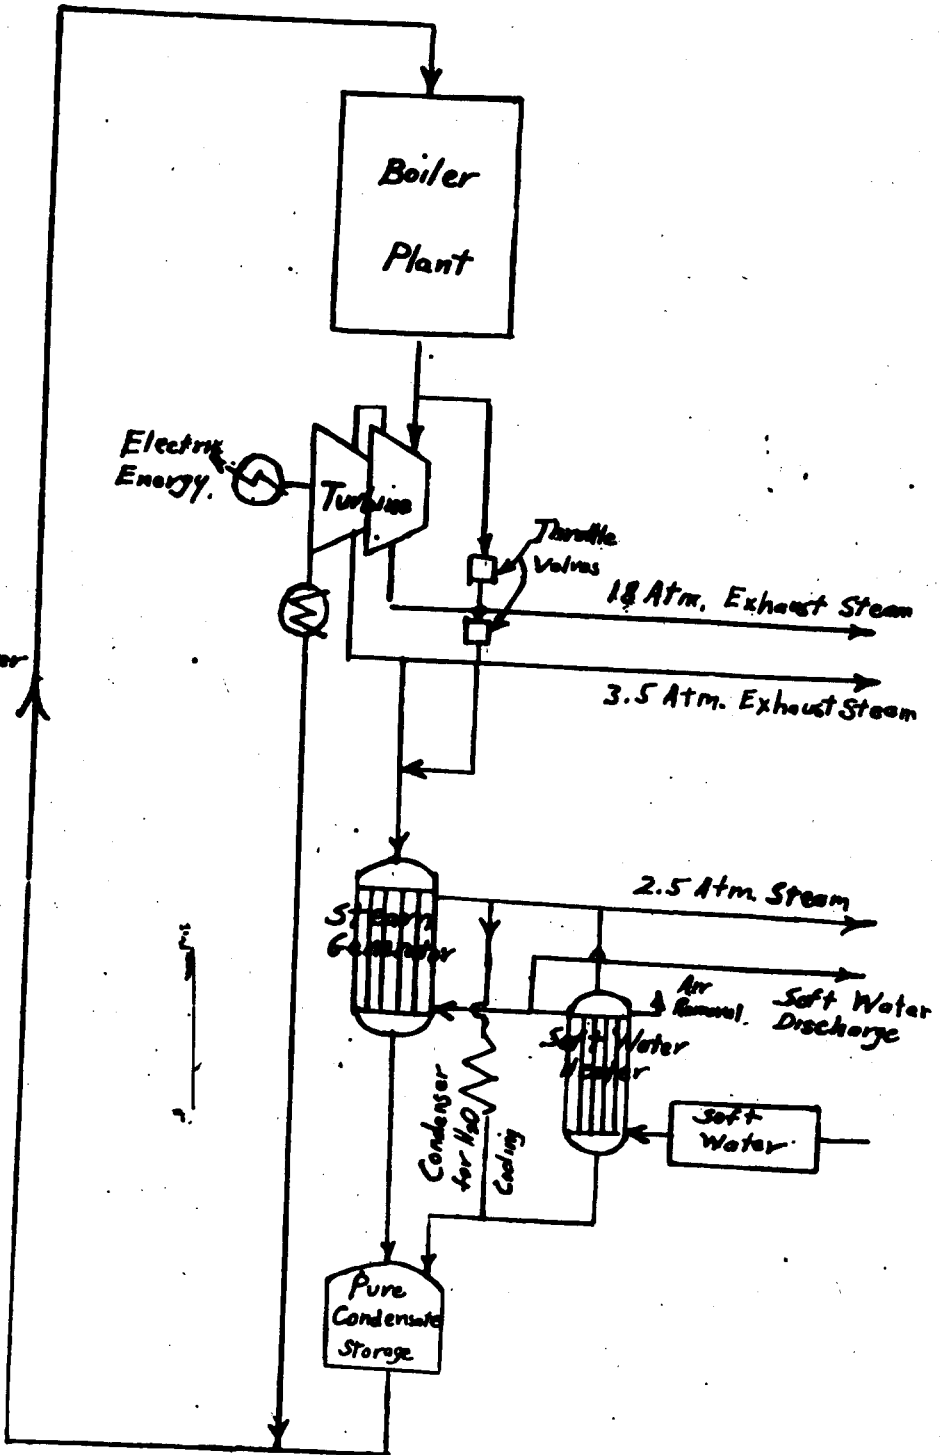 Boiler
Plant
Electric
Energy.
Turbine
Throttle
Valves
18 Atm. Exhaust Steam
3.5 Atm. Exhaust Steam
2.5 Atm. Steam
Steam
Generator
Air
Removal
Soft Water
Discharge
Soft Water
Heater
Soft
Water
Condenser
for H2O
Cooling
Pure
Condensate
Storage